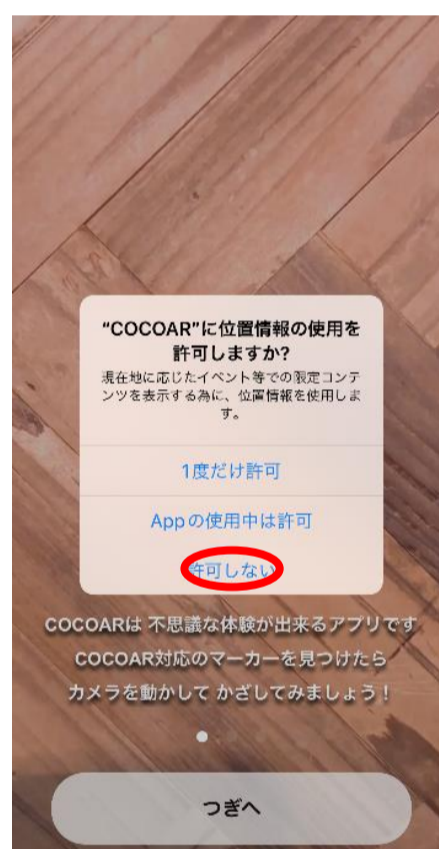 “COCOAR”に位置情報の使用を
許可しますか?
現在地に応じたイベント等での限定コンテ
ンツを表示する為に、位置情報を使用しま
す。
1度だけ許可
Appの使用中は許可
許可しない
COCOARは 不思議な体験が出来るアプリです
COCOAR対応のマーカーを見つけたら
カメラを動かして かざしてみましょう！
つぎへ